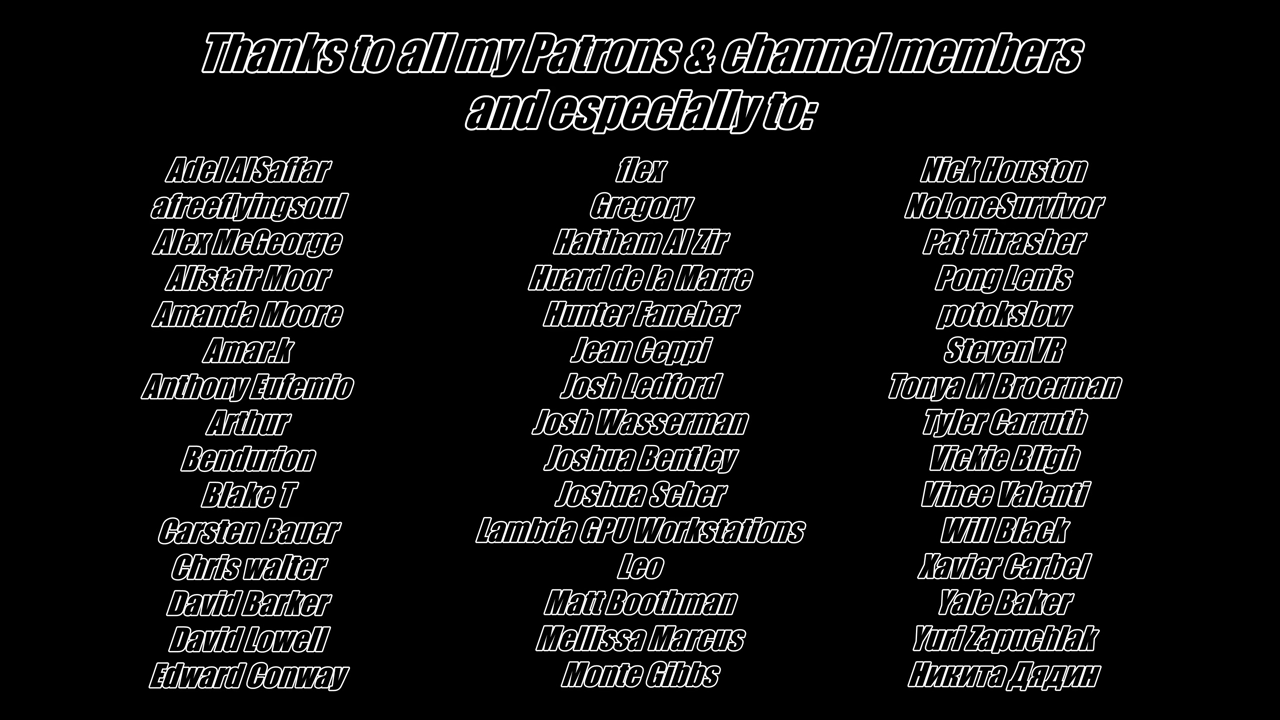 Thanks to all my Patrons & channel members
and especially to:
Adel AlSaffar
afreeflyingsoul
Alex McGeorge
Alistair Moor
Amanda Moore
Amar.k
Anthony Eufemio
Arthur
Bendurion
Blake T
Carsten Bauer
Chris walter
David Barker
David Lowell
Edward Conway
flex
Gregory
Haitham Al Zir
Huard de la Marre
Hunter Fancher
Jean Ceppi
Josh Ledford
Josh Wasserman
Joshua Bentley
Joshua Scher
Lambda GPU Workstations
Leo
Matt Boothman
Mellissa Marcus
Monte Gibbs
Nick Houston
NoLoneSurvivor
Pat Thrasher
Pong Lenis
potokslow
StevenVR
Tonya M Broerman
Tyler Carruth
Vickie Bligh
Vince Valenti
Will Black
Xavier Carbel
Yale Baker
Yuri Zapuchlak
Никита Дядин